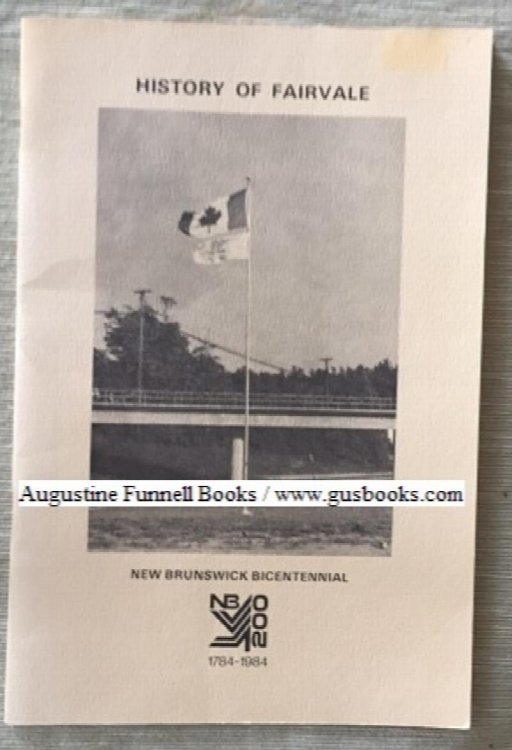 HISTORY OF FAIRVALE
Augustine Funnell Books / www.gusbooks.com
NEW BRUNSWICK BICENTENNIAL
NB
200
1784-1984